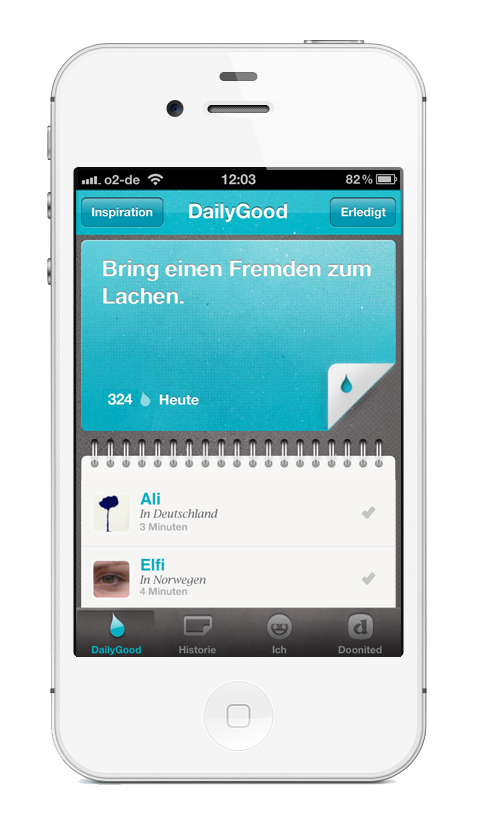 o2-de 12:03 82%
Inspiration DailyGood Erledigt
Bring einen Fremden zum
Lachen.
324 Heute
Ali
In Deutschland
3 Minuten
Elfi
In Norwegen
4 Minuten
DailyGood Historie Ich Doonited